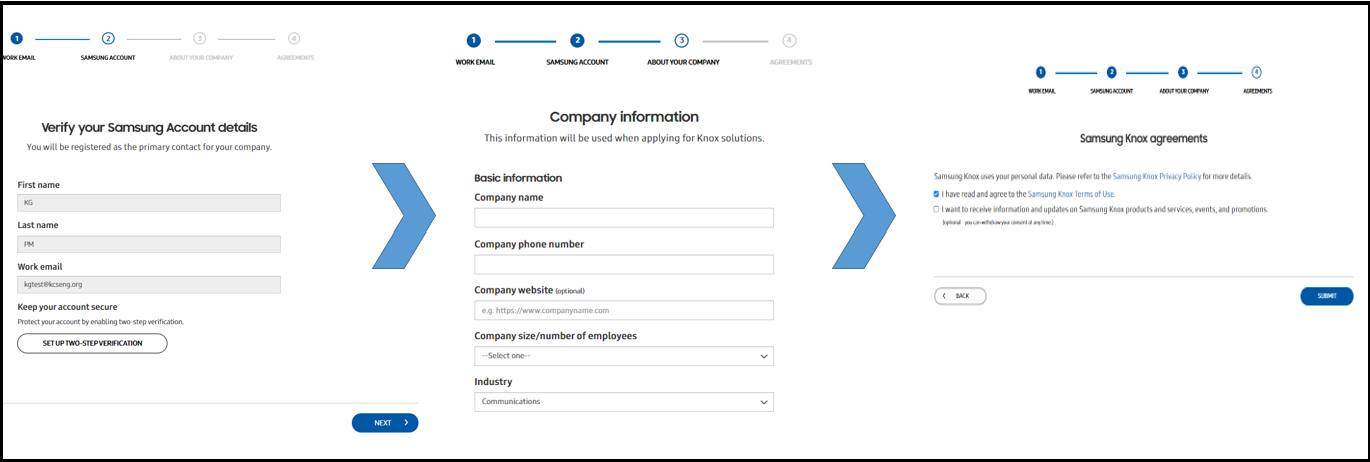 1 2 3 4
WORK EMAIL SAMSUNG ACCOUNT ABOUT YOUR COMPANY AGREEMENTS
Verify your Samsung Account details
You will be registered as the primary contact for your company.
First name
KG
Last name
PM
Work email
kgtest@kcseng.org
Keep your account secure
Protect your account by enabling two-step verification.
SET UP TWO-STEP VERIFICATION
NEXT >
1 2 3 4
WORK EMAIL SAMSUNG ACCOUNT ABOUT YOUR COMPANY AGREEMENTS
Company information
This information will be used when applying for Knox solutions.
Basic information
Company name
Company phone number
Company website (optional)
e.g. https://www.companyname.com
Company size/number of employees
--Select one--
Industry
Communications
1 2 3 4
WORK EMAIL SAMSUNG ACCOUNT ABOUT YOUR COMPANY AGREEMENTS
Samsung Knox agreements
Samsung Knox uses your personal data. Please refer to the Samsung Knox Privacy Policy for more details.
I have read and agree to the Samsung Knox Terms of Use.
I want to receive information and updates on Samsung Knox products and services, events, and promotions.
(optional - you can withdraw your consent at any time.)
< BACK
SUBMIT